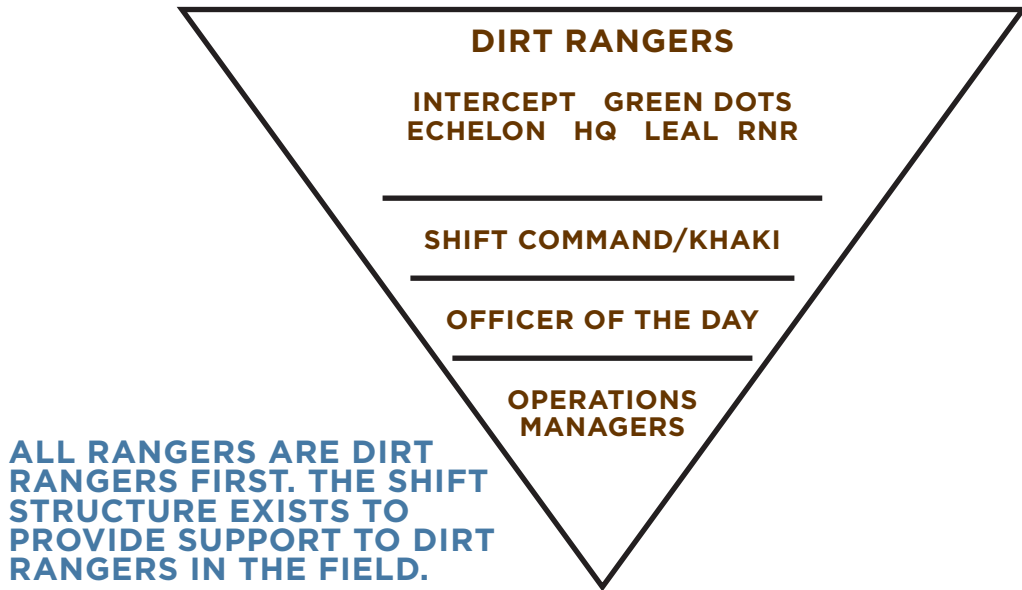 DIRT RANGERS
INTERCEPT GREEN DOTS
ECHELON HQ LEAL RNR
SHIFT COMMAND/KHAKI
OFFICER OF THE DAY
OPERATIONS
MANAGERS
ALL RANGERS ARE DIRT
RANGERS FIRST. THE SHIFT
STRUCTURE EXISTS TO
PROVIDE SUPPORT TO DIRT
RANGERS IN THE FIELD.